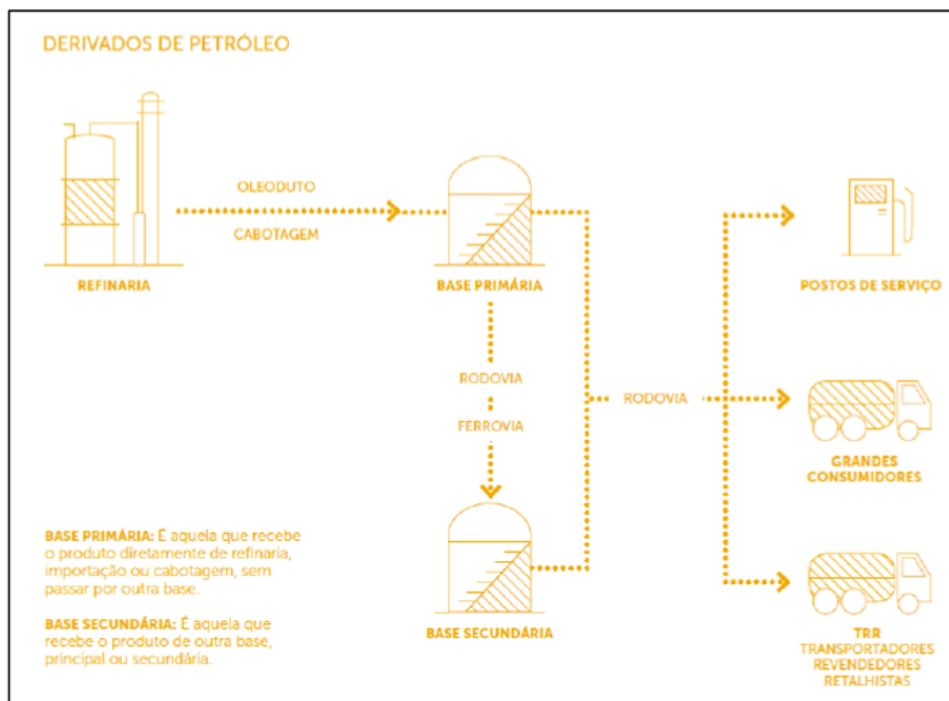 DERIVADOS DE PETRÓLEO
OLEODUTO
CABOTAGEM
REFINARIA
BASE PRIMÁRIA
POSTOS DE SERVIÇO
RODOVIA
FERROVIA
RODOVIA
GRANDES
CONSUMIDORES
BASE PRIMÁRIA: É aquela que recebe
o produto diretamente de refinaria,
importação ou cabotagem, sem
passar por outra base.
BASE SECUNDÁRIA: É aquela que
recebe o produto de outra base,
principal ou secundária.
BASE SECUNDÁRIA
TRR
TRANSPORTADORES
REVENDEDORES
RETALHISTAS